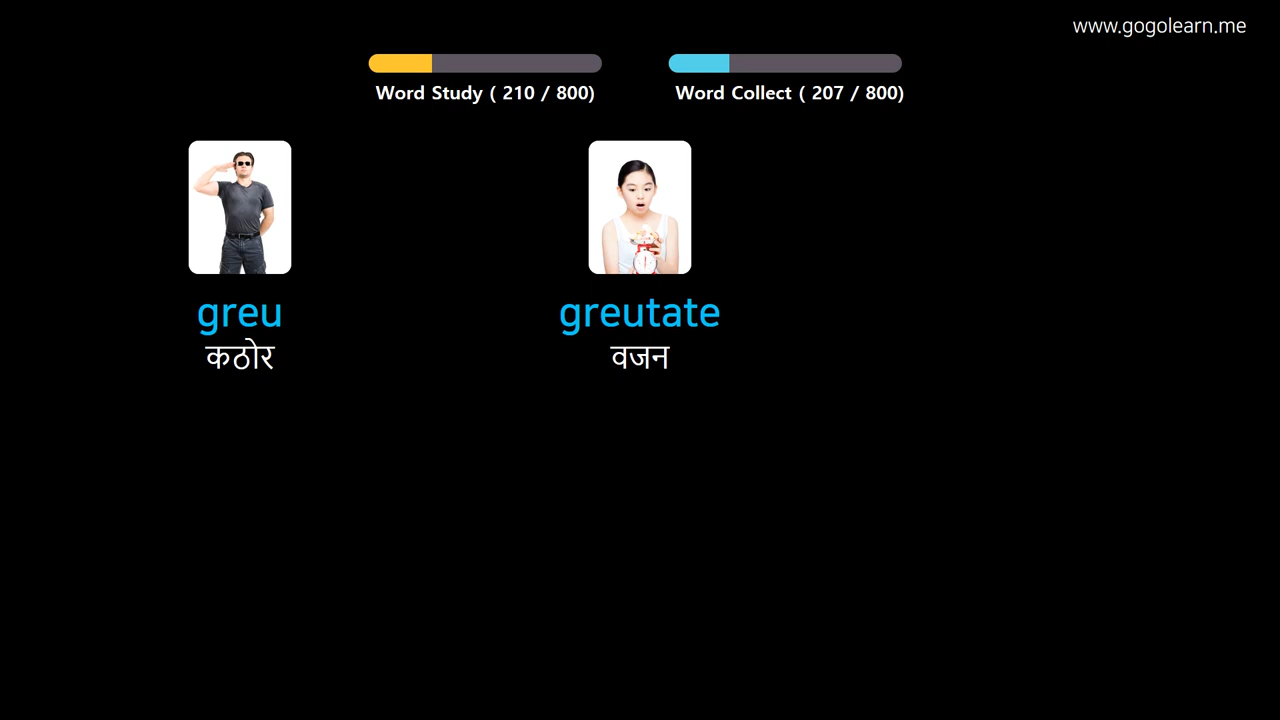 www.gogolearn.me
Word Study ( 210 / 800)
Word Collect ( 207 / 800)
greu
कठोर
greutate
वजन